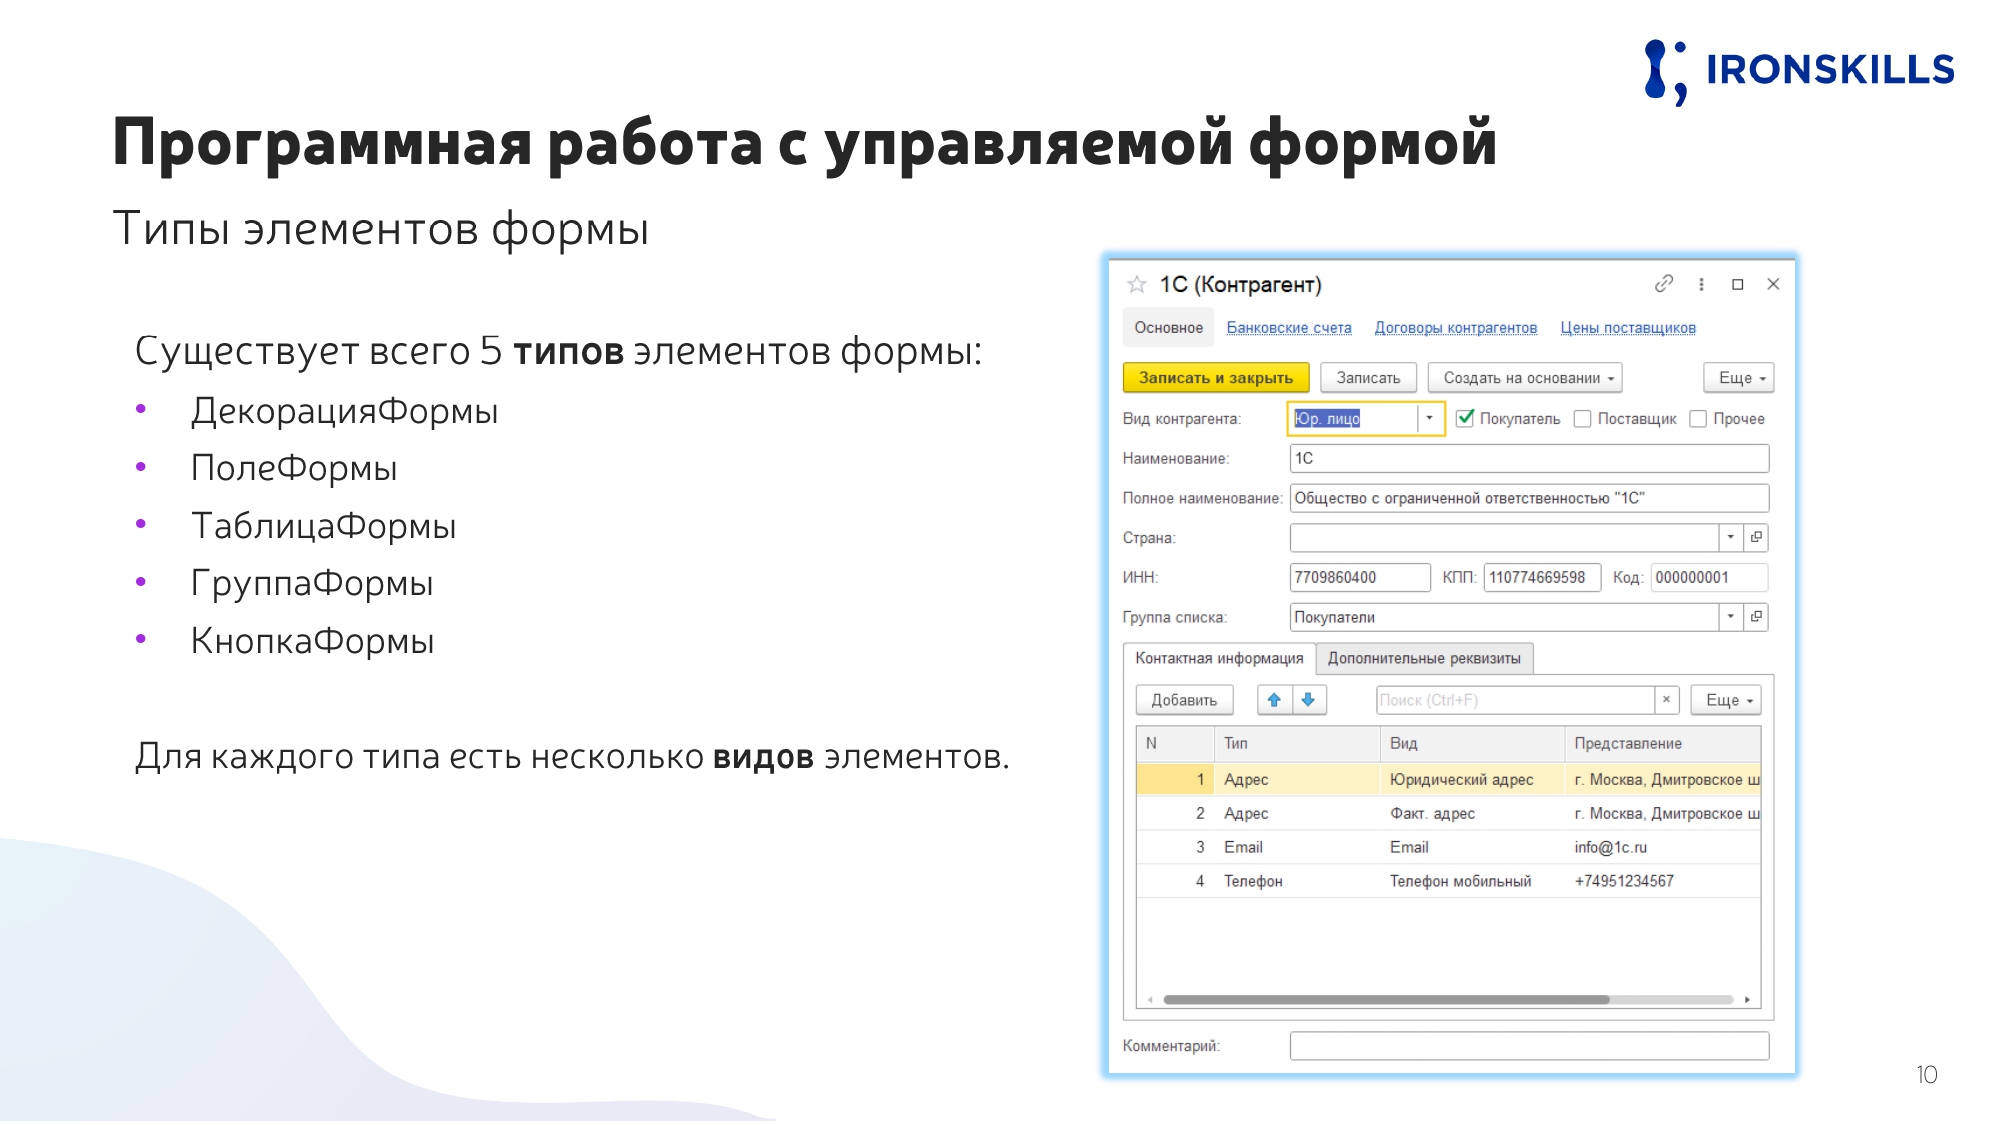 IRONSKILLS
Программная работа с управляемой формой
Типы элементов формы
Существует всего 5 типов элементов формы:
• ДекорацияФормы
• ПолеФормы
• ТаблицаФормы
• ГруппаФормы
• КнопкаФормы
Для каждого типа есть несколько видов элементов.
1С (Контрагент)
Основное Банковские счета Договоры контрагентов Цены поставщиков
Записать и закрыть Записать Создать на основании Еще
Вид контрагента: Юр. лицо Покупатель Поставщик Прочее
Наименование: 1С
Полное наименование: Общество с ограниченной ответственностью "1С"
Страна:
ИНН: 7709860400 КПП: 110774669598 Код: 000000001
Группа списка: Покупатели
Контактная информация Дополнительные реквизиты
Добавить Поиск (Ctrl+F) × Еще
N Тип Вид Представление
1 Адрес Юридический адрес г. Москва, Дмитровское ш
2 Адрес Факт. адрес г. Москва, Дмитровское ш
3 Email Email info@1c.ru
4 Телефон Телефон мобильный +74951234567
Комментарий:
10